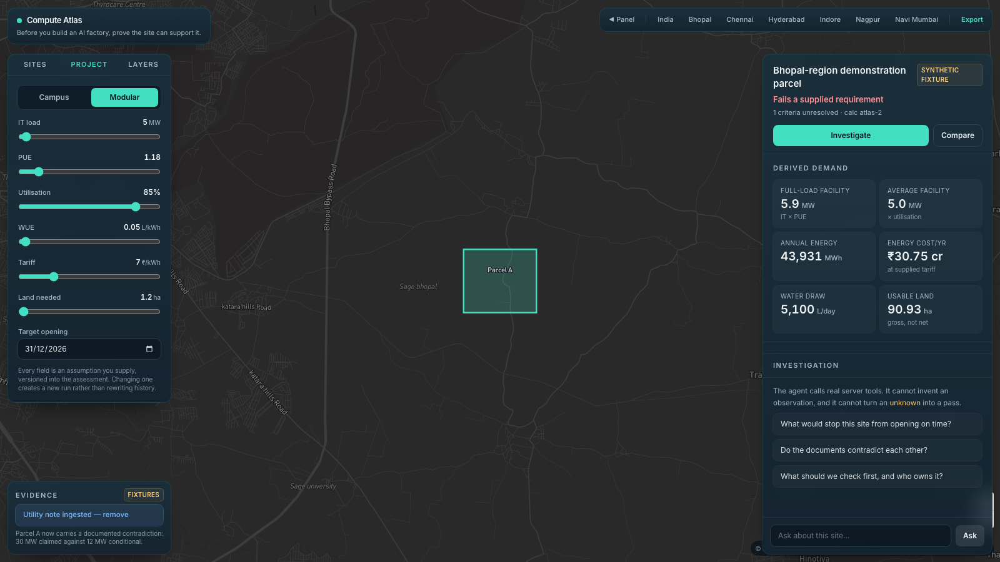 Thyrocare Centre
Compute Atlas
Before you build an AI factory, prove the site can support it.
◀ Panel
India
Bhopal
Chennai
Hyderabad
Indore
Nagpur
Navi Mumbai
Export
SITES
PROJECT
LAYERS
Campus
Modular
IT load
5 MW
PUE
1.18
Utilisation
85%
WUE
0.05 L/kWh
Tariff
7 ₹/kWh
Land needed
1.2 ha
Target opening
31/12/2026
Every field is an assumption you supply,
versioned into the assessment. Changing one
creates a new run rather than rewriting history.
EVIDENCE
FIXTURES
Utility note ingested — remove
Parcel A now carries a documented contradiction:
30 MW claimed against 12 MW conditional.
Bhopal Bypass Road
Parcel A
Sage bhopal
katara hills Road
katara hills Road
Sage university
Hinotiya
Bhopal-region demonstration
parcel
SYNTHETIC
FIXTURE
Fails a supplied requirement
1 criteria unresolved · calc atlas-2
Investigate
Compare
DERIVED DEMAND
FULL-LOAD FACILITY
5.9 MW
IT × PUE
AVERAGE FACILITY
5.0 MW
× utilisation
ANNUAL ENERGY
43,931 MWh
ENERGY COST/YR
₹30.75 cr
at supplied tariff
WATER DRAW
5,100 L/day
USABLE LAND
90.93 ha
gross, not net
INVESTIGATION
The agent calls real server tools. It cannot invent an
observation, and it cannot turn an unknown into a pass.
What would stop this site from opening on time?
Do the documents contradict each other?
What should we check first, and who owns it?
Ask about this site...
Ask
©